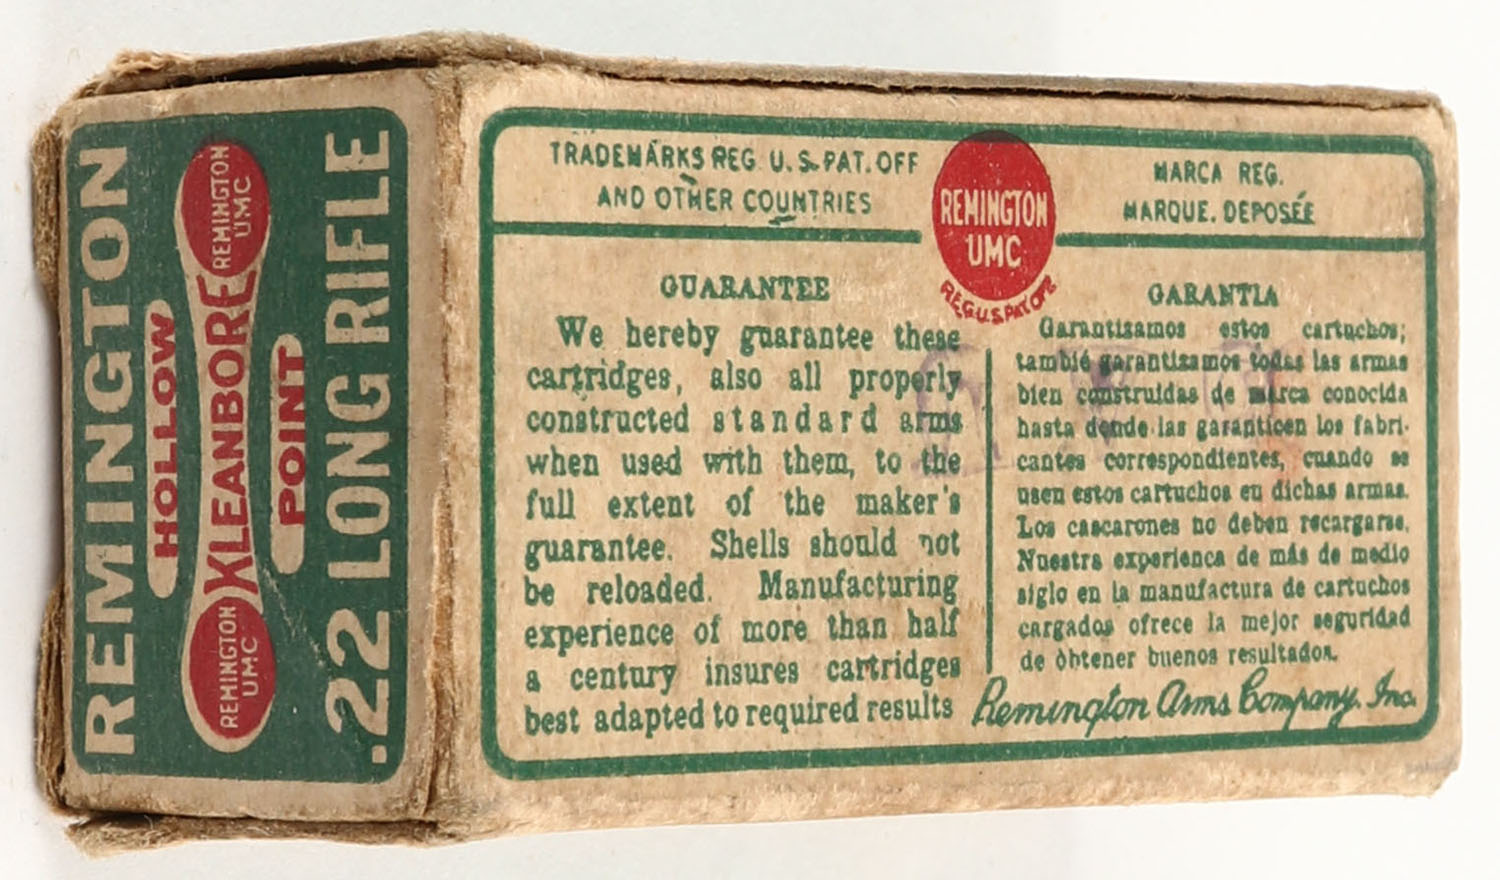 REMINGTON
HOLLOW
REMINGTON
UMC
KLEANBORE
REMINGTON
UMC
POINT
.22 LONG RIFLE
TRADEMARKS REG. U.S. PAT. OFF
AND OTHER COUNTRIES
REMINGTON
UMC
REG.U.S.PAT.OFF.
MARCA REG.
MARQUE. DEPOSÉE
GUARANTEE
We hereby guarantee these
cartridges, also all properly
constructed standard arms
when used with them, to the
full extent of the maker's
guarantee. Shells should not
be reloaded. Manufacturing
experience of more than half
a century insures cartridges
best adapted to required results
GARANTIA
Garantisamos estos cartuchos;
tambié garantizamos todas las armas
bien construidas de marca conocida
hasta donde las garanticen los fabri-
cantes correspondientes, cuando se
usen estos cartuchos en dichas armas.
Los cascarones no deben recargarse.
Nuestra experienca de más de medio
siglo en la manufactura de cartuchos
cargados ofrece la mejor seguridad
de obtener buenos resultados.
Remington Arms Company, Inc.